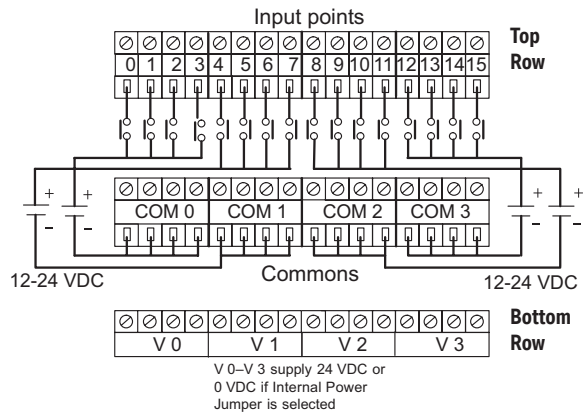 Input points
Top
Row
0 1 2 3 4 5 6 7 8 9 10 11 12 13 14 15
+ + + +
COM 0 COM 1 COM 2 COM 3
- - - -
12-24 VDC Commons 12-24 VDC
Bottom
Row
V 0 V 1 V 2 V 3
V 0–V 3 supply 24 VDC or
0 VDC if Internal Power
Jumper is selected